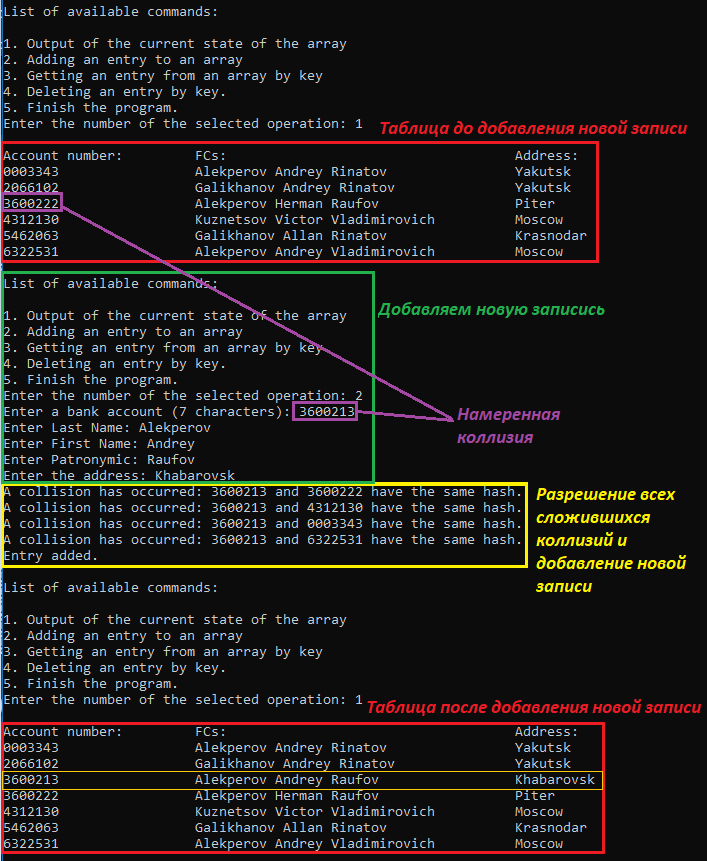 List of available commands:
1. Output of the current state of the array
2. Adding an entry to an array
3. Getting an entry from an array by key
4. Deleting an entry by key.
5. Finish the program.
Enter the number of the selected operation: 1
Таблица до добавления новой записи
Account number: FCs: Address:
0003343 Alekperov Andrey Rinatov Yakutsk
2066102 Galikhanov Andrey Rinatov Yakutsk
3600222 Alekperov Herman Raufov Piter
4312130 Kuznetsov Victor Vladimirovich Moscow
5462063 Galikhanov Allan Rinatov Krasnodar
6322531 Alekperov Andrey Vladimirovich Moscow
List of available commands:
Добавляем новую записись
1. Output of the current state of the array
2. Adding an entry to an array
3. Getting an entry from an array by key
4. Deleting an entry by key.
5. Finish the program.
Enter the number of the selected operation: 2
Enter a bank account (7 characters): 3600213
Намеренная
коллизия
Enter Last Name: Alekperov
Enter First Name: Andrey
Enter Patronymic: Raufov
Enter the address: Khabarovsk
A collision has occurred: 3600213 and 3600222 have the same hash.
A collision has occurred: 3600213 and 4312130 have the same hash.
A collision has occurred: 3600213 and 0003343 have the same hash.
A collision has occurred: 3600213 and 6322531 have the same hash.
Entry added.
Разрешение всех
сложившихся
коллизий и
добавление новой
записи
List of available commands:
1. Output of the current state of the array
2. Adding an entry to an array
3. Getting an entry from an array by key
4. Deleting an entry by key.
5. Finish the program.
Enter the number of the selected operation: 1
Таблица после добавления новой записи
Account number: FCs: Address:
0003343 Alekperov Andrey Rinatov Yakutsk
2066102 Galikhanov Andrey Rinatov Yakutsk
3600213 Alekperov Andrey Raufov Khabarovsk
3600222 Alekperov Herman Raufov Piter
4312130 Kuznetsov Victor Vladimirovich Moscow
5462063 Galikhanov Allan Rinatov Krasnodar
6322531 Alekperov Andrey Vladimirovich Moscow